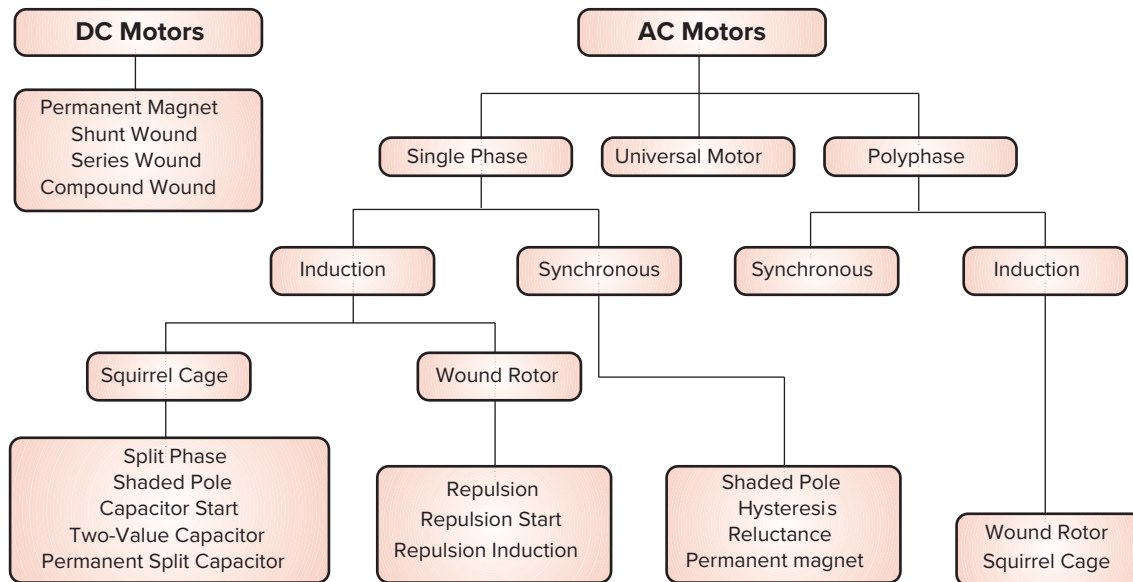 DC Motors
AC Motors
Permanent Magnet
Shunt Wound
Series Wound
Compound Wound
Single Phase
Universal Motor
Polyphase
Induction
Synchronous
Synchronous
Induction
Squirrel Cage
Wound Rotor
Split Phase
Shaded Pole
Capacitor Start
Two-Value Capacitor
Permanent Split Capacitor
Repulsion
Repulsion Start
Repulsion Induction
Shaded Pole
Hysteresis
Reluctance
Permanent magnet
Wound Rotor
Squirrel Cage